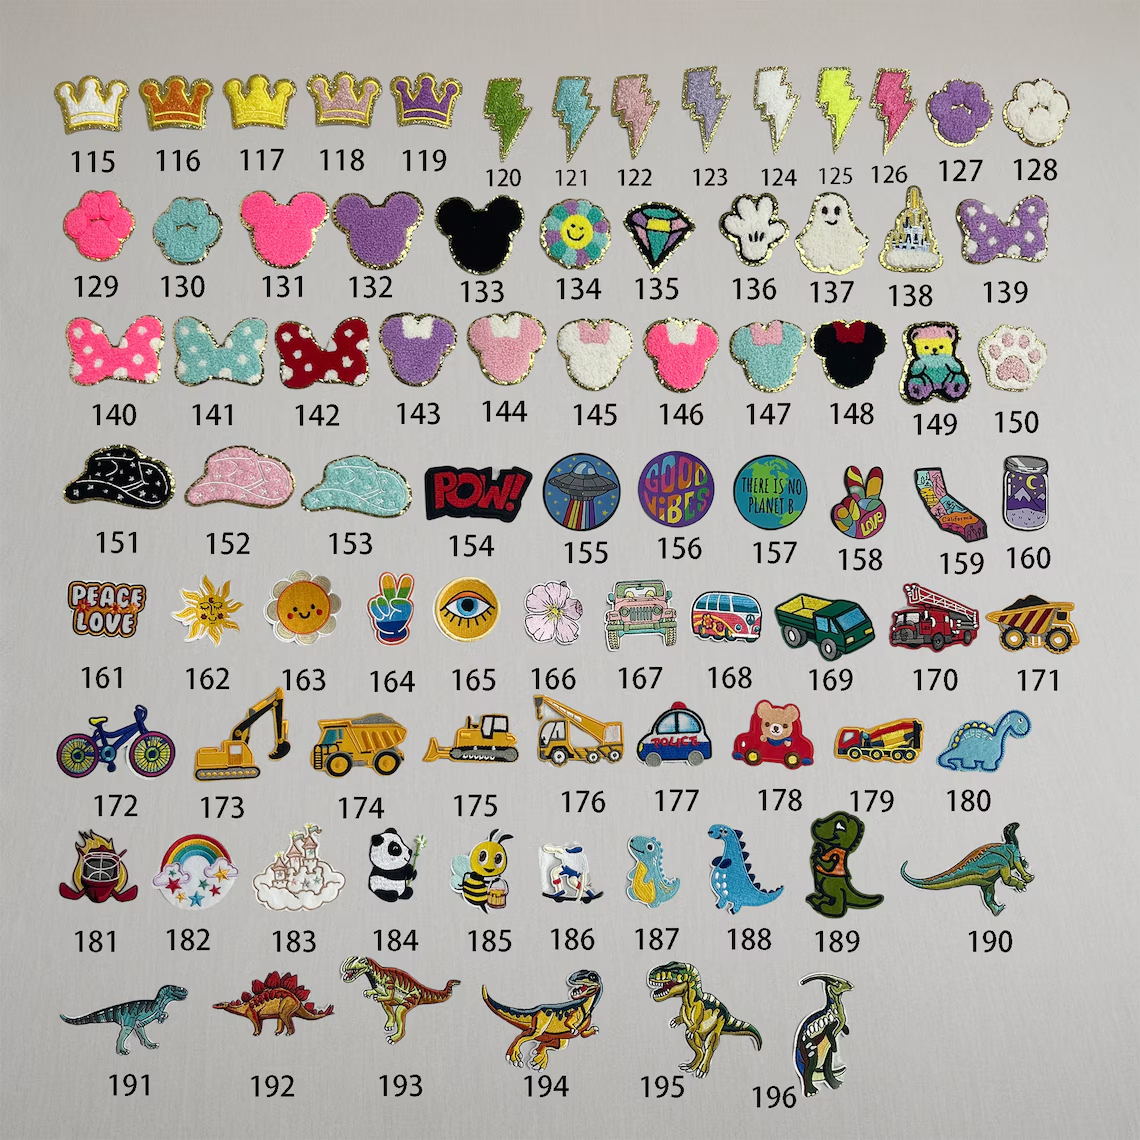 115 116 117 118 119 120 121 122 123 124 125 126 127 128
129 130 131 132 133 134 135 136 137 138 139
140 141 142 143 144 145 146 147 148 149 150
POW!
GOOD
VIBES
THERE IS NO
PLANET B
LOVE
California
151 152 153 154 155 156 157 158 159 160
PEACE
LOVE
161 162 163 164 165 166 167 168 169 170 171
POLICE
172 173 174 175 176 177 178 179 180
181 182 183 184 185 186 187 188 189 190
191 192 193 194 195 196